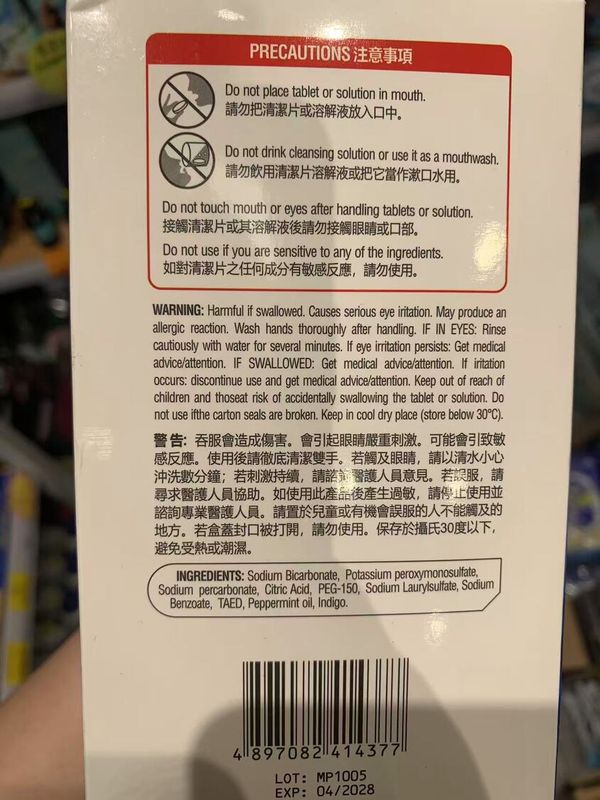 PRECAUTIONS 注意事項
Do not place tablet or solution in mouth.
請勿把清潔片或溶解液放入口中。
Do not drink cleansing solution or use it as a mouthwash.
請勿飲用清潔片溶解液或把它當作漱口水用。
Do not touch mouth or eyes after handling tablets or solution.
接觸清潔片或其溶解液後請勿接觸眼睛或口部。
Do not use if you are sensitive to any of the ingredients.
如對清潔片之任何成分有敏感反應，請勿使用。
WARNING: Harmful if swallowed. Causes serious eye irritation. May produce an
allergic reaction. Wash hands thoroughly after handling. IF IN EYES: Rinse
cautiously with water for several minutes. If eye irritation persists: Get medical
advice/attention. IF SWALLOWED: Get medical advice/attention. If irritation
occurs: discontinue use and get medical advice/attention. Keep out of reach of
children and thoseat risk of accidentally swallowing the tablet or solution. Do
not use ifthe carton seals are broken. Keep in cool dry place (store below 30°C).
警告: 吞服會造成傷害。會引起眼睛嚴重刺激。可能會引致敏
感反應。使用後請徹底清潔雙手。若觸及眼睛，請以清水小心
沖洗數分鐘；若刺激持續，請諮詢醫護人員意見。若誤服，請
尋求醫護人員協助。如使用此產品後產生過敏，請停止使用並
諮詢專業醫護人員。請置於兒童或有機會誤服的人不能觸及的
地方。若盒蓋封口被打開，請勿使用。保存於攝氏30度以下，
避免受熱或潮濕。
INGREDIENTS: Sodium Bicarbonate, Potassium peroxymonosulfate,
Sodium percarbonate, Citric Acid, PEG-150, Sodium Laurylsulfate, Sodium
Benzoate, TAED, Peppermint oil, Indigo.
4 897082 414377
LOT: MP1005
EXP: 04/2028